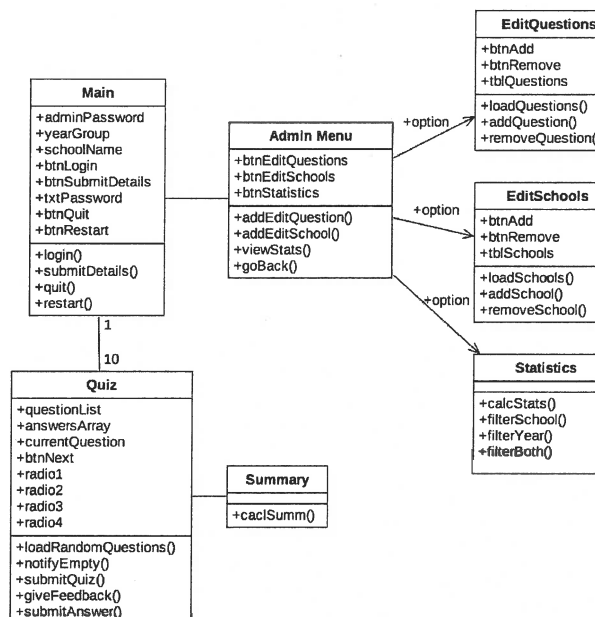 EditQuestions
+btnAdd
+btnRemove
+tblQuestions
+loadQuestions()
+addQuestion()
+removeQuestion(
Main
+adminPassword
+yearGroup
+schoolName
+btnLogin
+btnSubmitDetails
+txtPassword
+btnQuit
+btnRestart
+login()
+submitDetails()
+quit()
+restart()
Admin Menu
+btnEditQuestions
+btnEditSchools
+btnStatistics
+addEditQuestion()
+addEditSchool()
+viewStats()
+goBack()
+option
+option
+option
EditSchools
+btnAdd
+btnRemove
+tblSchools
+loadSchools()
+addSchool()
+removeSchool()
Statistics
+calcStats()
+filterSchool()
+filterYear()
+filterBoth()
1
10
Quiz
+questionList
+answersArray
+currentQuestion
+btnNext
+radio1
+radio2
+radio3
+radio4
+loadRandomQuestions()
+notifyEmpty()
+submitQuiz()
+giveFeedback()
+submitAnswer()
Summary
+caclSumm()